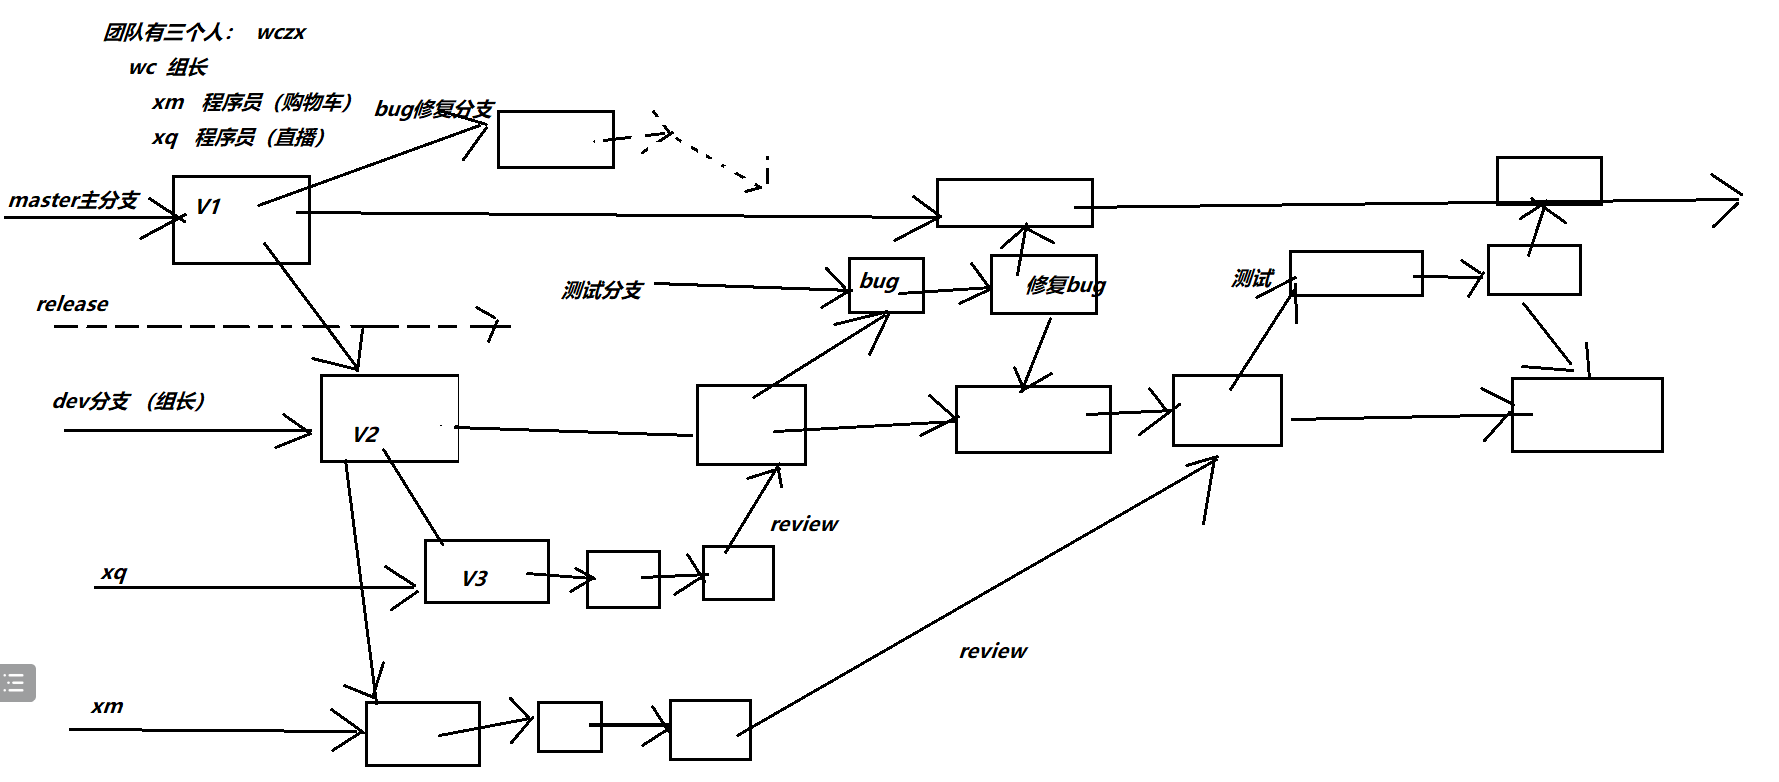 团队有三个人： wczx
wc 组长
xm 程序员（购物车）
bug修复分支
xq 程序员（直播）
master主分支
V1
测试分支
bug
修复bug
测试
release
dev分支 （组长）
V2
review
xq
V3
review
xm